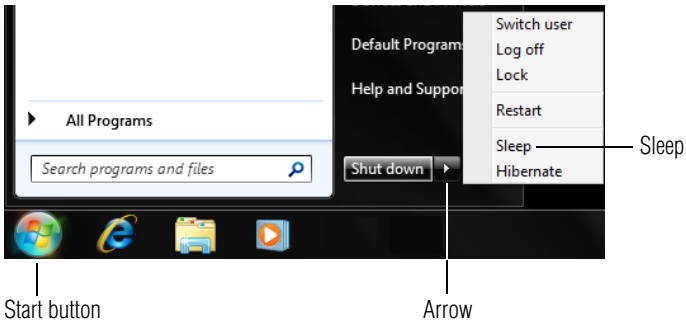 Default Programs
Help and Support
All Programs
Search programs and files
Shut down
Switch user
Log off
Lock
Restart
Sleep
Hibernate
Sleep
Start button
Arrow